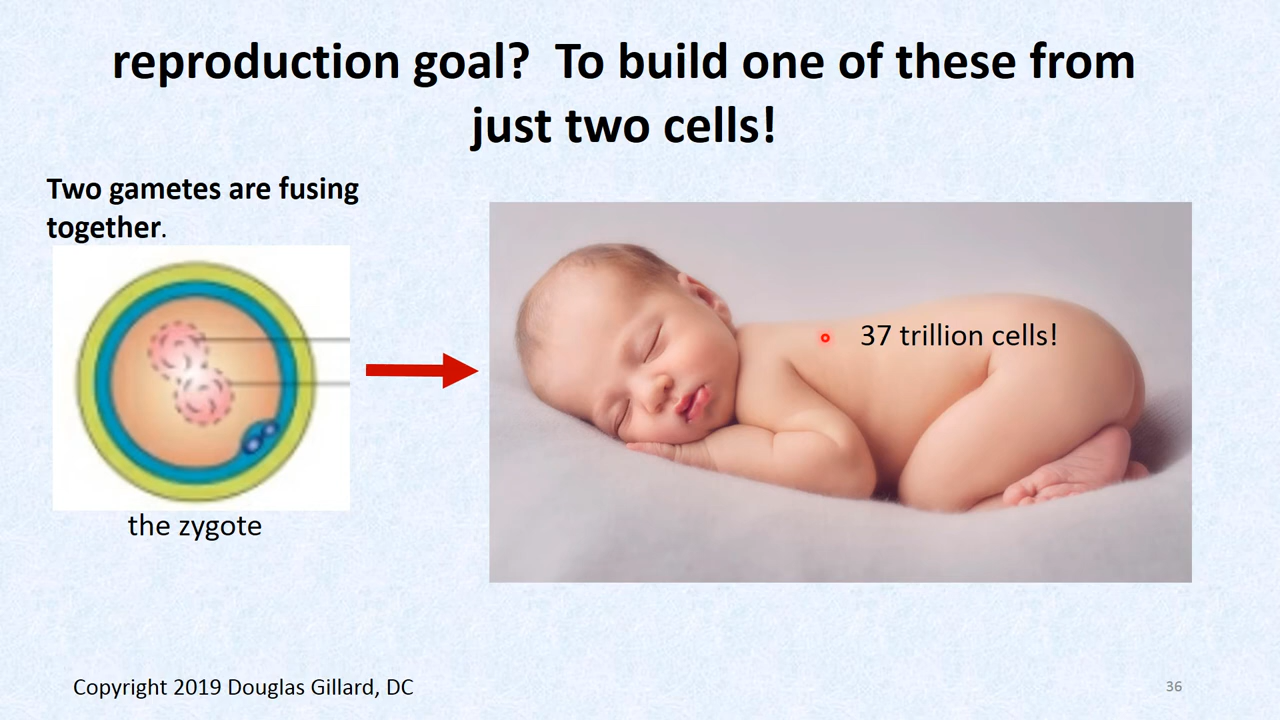 reproduction goal?  To build one of these from
just two cells!
Two gametes are fusing
together.
37 trillion cells!
the zygote
Copyright 2019 Douglas Gillard, DC
36